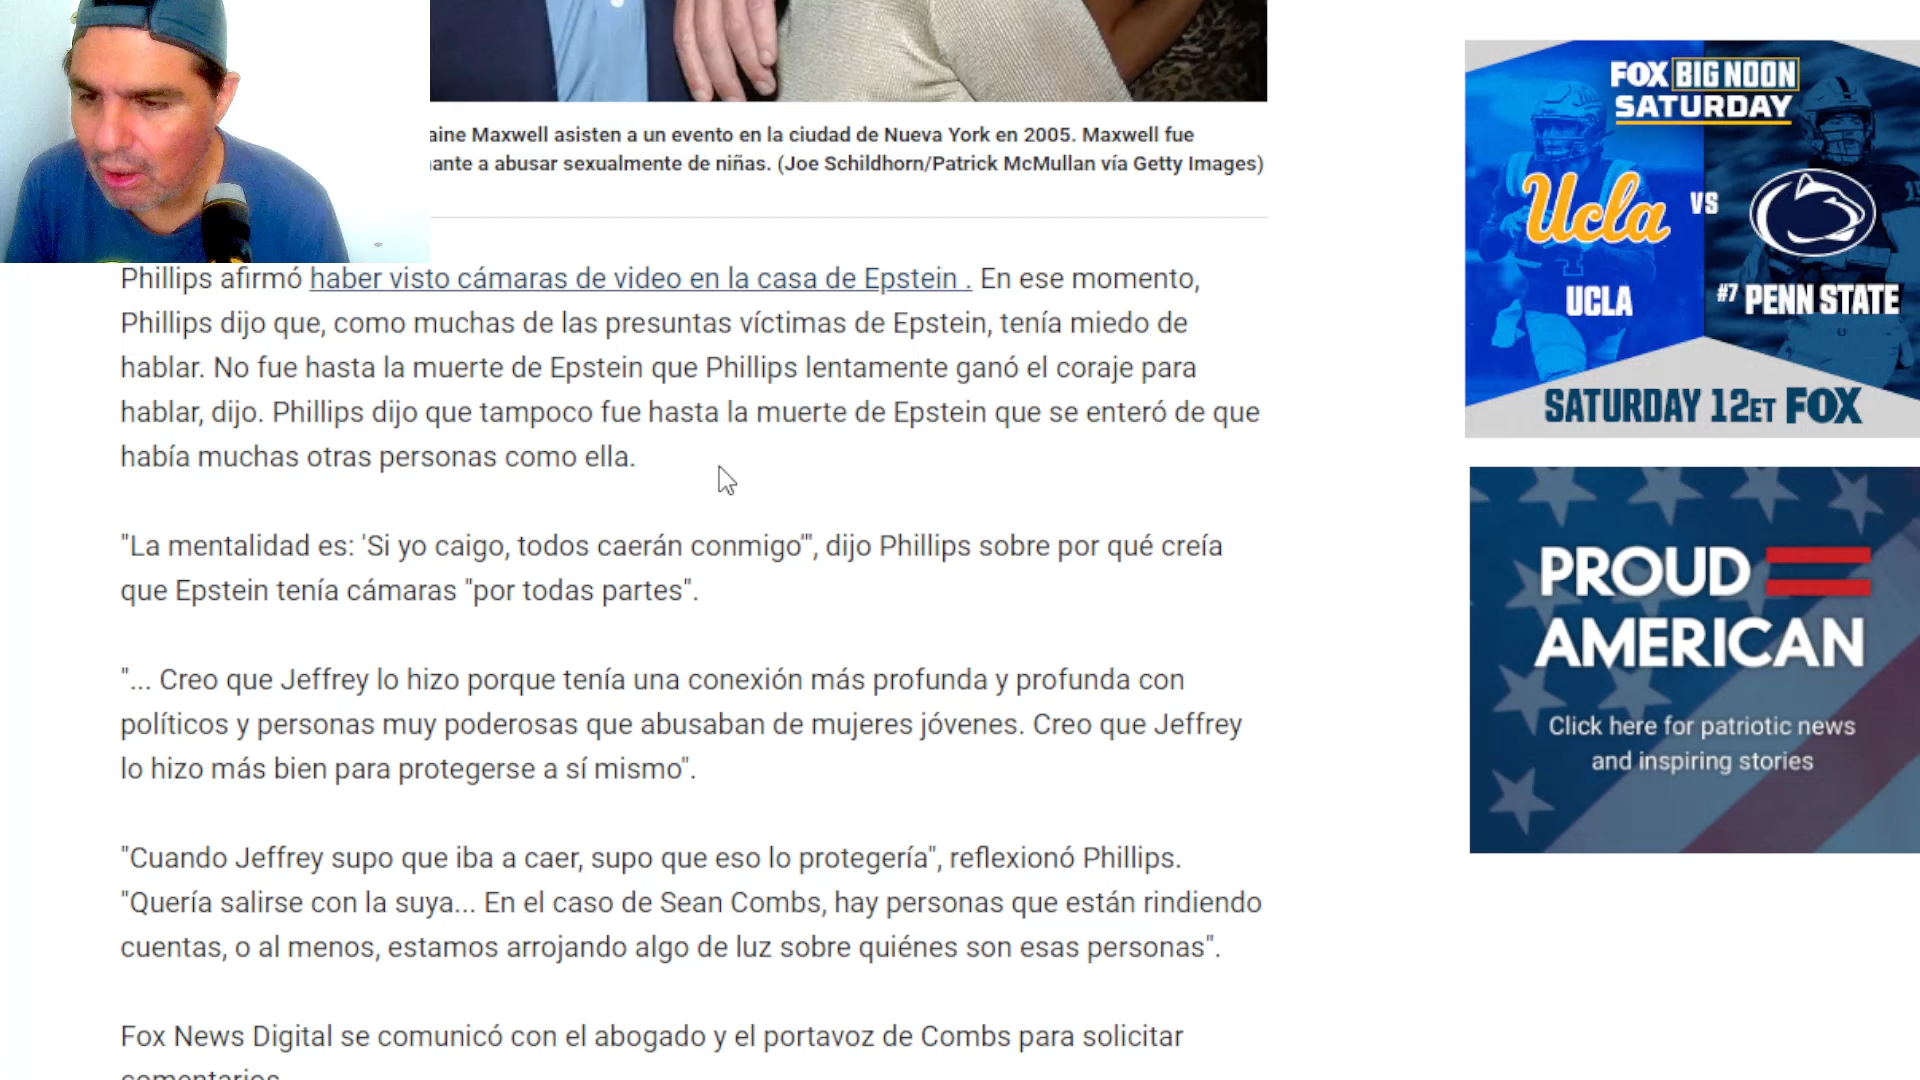 aine Maxwell asisten a un evento en la ciudad de Nueva York en 2005. Maxwell fue
ante a abusar sexualmente de niñas. (Joe Schildhorn/Patrick McMullan vía Getty Images)
Phillips afirmó haber visto cámaras de video en la casa de Epstein . En ese momento,
Phillips dijo que, como muchas de las presuntas víctimas de Epstein, tenía miedo de
hablar. No fue hasta la muerte de Epstein que Phillips lentamente ganó el coraje para
hablar, dijo. Phillips dijo que tampoco fue hasta la muerte de Epstein que se enteró de que
había muchas otras personas como ella.
"La mentalidad es: 'Si yo caigo, todos caerán conmigo'", dijo Phillips sobre por qué creía
que Epstein tenía cámaras "por todas partes".
"... Creo que Jeffrey lo hizo porque tenía una conexión más profunda y profunda con
políticos y personas muy poderosas que abusaban de mujeres jóvenes. Creo que Jeffrey
lo hizo más bien para protegerse a sí mismo".
"Cuando Jeffrey supo que iba a caer, supo que eso lo protegería", reflexionó Phillips.
"Quería salirse con la suya... En el caso de Sean Combs, hay personas que están rindiendo
cuentas, o al menos, estamos arrojando algo de luz sobre quiénes son esas personas".
Fox News Digital se comunicó con el abogado y el portavoz de Combs para solicitar
comentarios.
FOX BIG NOON
SATURDAY
Ucla VS
UCLA #7 PENN STATE
SATURDAY 12ET FOX
PROUD
AMERICAN
Click here for patriotic news
and inspiring stories